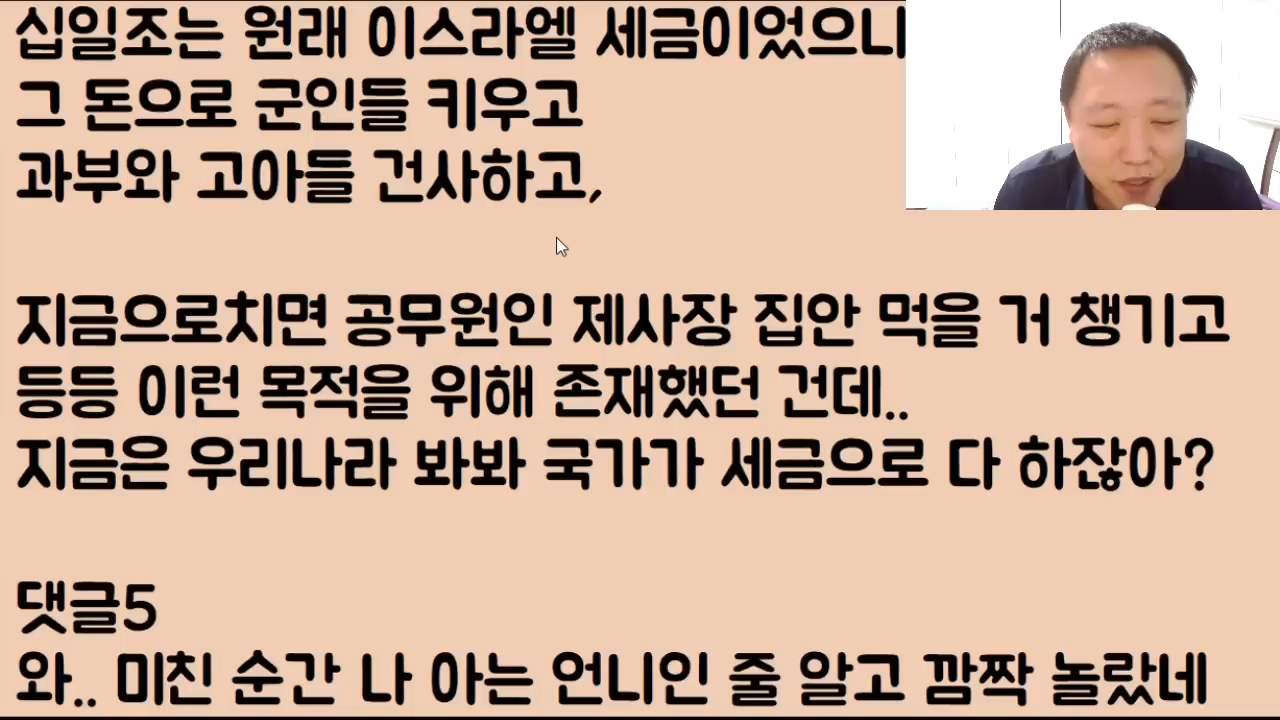 십일조는 원래 이스라엘 세금이었으니
그 돈으로 군인들 키우고
과부와 고아들 건사하고,
지금으로치면 공무원인 제사장 집안 먹을 거 챙기고
등등 이런 목적을 위해 존재했던 건데..
지금은 우리나라 봐봐 국가가 세금으로 다 하잖아?
댓글5
와.. 미친 순간 나 아는 언니인 줄 알고 깜짝 놀랐네